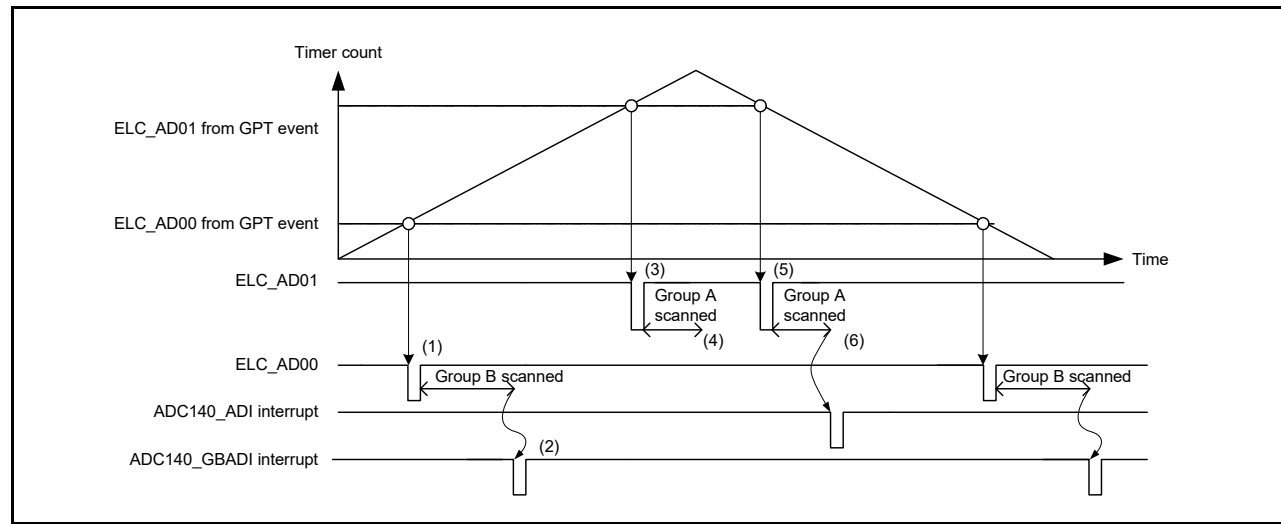 Timer count
ELC_AD01 from GPT event
ELC_AD00 from GPT event
Time
ELC_AD01
(3)
(5)
Group A
scanned
Group A
scanned
(4)
(6)
ELC_AD00
(1)
Group B scanned
Group B scanned
ADC140_ADI interrupt
(2)
ADC140_GBADI interrupt